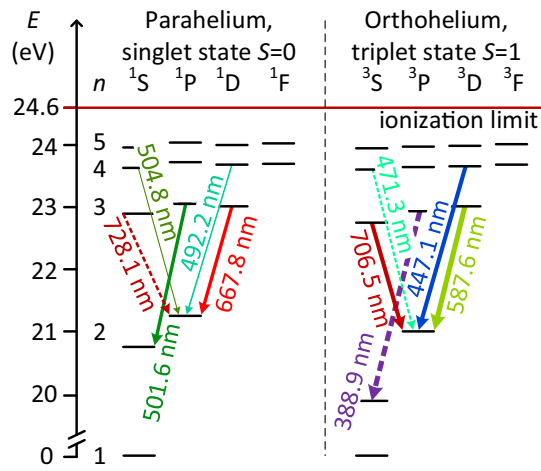 E
(eV)
Parahelium,
singlet state S=0
Orthohelium,
triplet state S=1
n ¹S ¹P ¹D ¹F ³S ³P ³D ³F
24.6
ionization limit
24
23
22
21
20
0
5
4
3
2
1
504.8 nm
728.1 nm
492.2 nm
667.8 nm
501.6 nm
471.3 nm
706.5 nm
447.1 nm
587.6 nm
388.9 nm